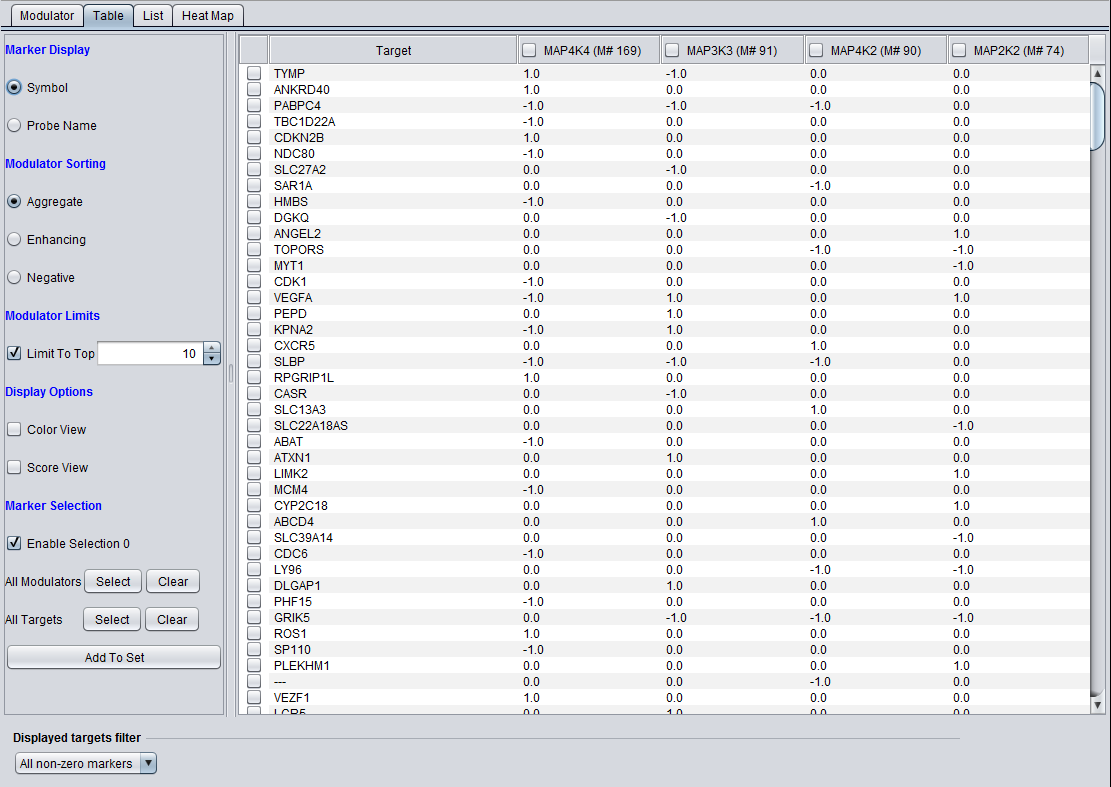 Modulator Table List Heat Map
Marker Display
Symbol
Probe Name
Modulator Sorting
Aggregate
Enhancing
Negative
Modulator Limits
Limit To Top 10
Display Options
Color View
Score View
Marker Selection
Enable Selection 0
All Modulators Select Clear
All Targets Select Clear
Add To Set
Target MAP4K4 (M# 169) MAP3K3 (M# 91) MAP4K2 (M# 90) MAP2K2 (M# 74)
TYMP 1.0 -1.0 0.0 0.0
ANKRD40 1.0 0.0 0.0 0.0
PABPC4 -1.0 -1.0 -1.0 0.0
TBC1D22A -1.0 0.0 0.0 0.0
CDKN2B 1.0 0.0 0.0 0.0
NDC80 -1.0 0.0 0.0 0.0
SLC27A2 0.0 -1.0 0.0 0.0
SAR1A 0.0 0.0 -1.0 0.0
HMBS -1.0 0.0 0.0 0.0
DGKQ 0.0 -1.0 0.0 0.0
ANGEL2 0.0 0.0 0.0 1.0
TOPORS 0.0 0.0 -1.0 -1.0
MYT1 0.0 0.0 0.0 -1.0
CDK1 -1.0 0.0 0.0 0.0
VEGFA -1.0 1.0 0.0 1.0
PEPD 0.0 1.0 0.0 0.0
KPNA2 -1.0 1.0 0.0 0.0
CXCR5 0.0 0.0 1.0 0.0
SLBP -1.0 -1.0 -1.0 0.0
RPGRIP1L 1.0 0.0 0.0 0.0
CASR 0.0 -1.0 0.0 0.0
SLC13A3 0.0 0.0 1.0 0.0
SLC22A18AS 0.0 0.0 0.0 -1.0
ABAT -1.0 0.0 0.0 0.0
ATXN1 0.0 1.0 0.0 0.0
LIMK2 0.0 0.0 0.0 1.0
MCM4 -1.0 0.0 0.0 0.0
CYP2C18 0.0 0.0 0.0 1.0
ABCD4 0.0 0.0 1.0 0.0
SLC39A14 0.0 0.0 0.0 -1.0
CDC6 -1.0 0.0 0.0 0.0
LY96 0.0 0.0 -1.0 -1.0
DLGAP1 0.0 1.0 0.0 0.0
PHF15 -1.0 0.0 0.0 0.0
GRIK5 0.0 -1.0 -1.0 -1.0
ROS1 1.0 0.0 0.0 0.0
SP110 -1.0 0.0 0.0 0.0
PLEKHM1 0.0 0.0 0.0 1.0
--- 0.0 0.0 -1.0 0.0
VEZF1 1.0 0.0 0.0 0.0
0.0 1.0 0.0 0.0
Displayed targets filter
All non-zero markers